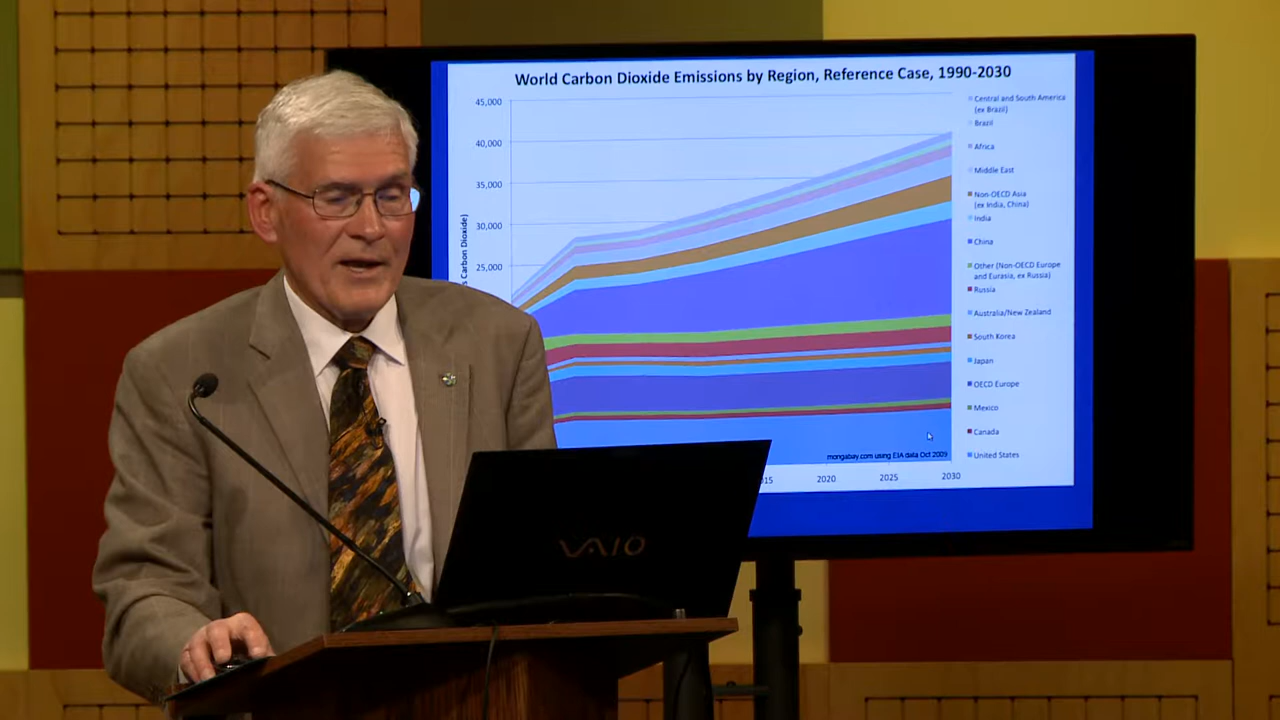 World Carbon Dioxide Emissions by Region, Reference Case, 1990-2030
45,000
40,000
35,000
30,000
25,000
Carbon Dioxide)
Central and South America
(ex Brazil)
Brazil
Africa
Middle East
Non-OECD Asia
(ex India, China)
India
China
Other (Non-OECD Europe
and Eurasia, ex Russia)
Russia
Australia/New Zealand
South Korea
Japan
OECD Europe
Mexico
Canada
United States
mongabay.com using EIA data Oct 2009
2020
2025
2030
VAIO